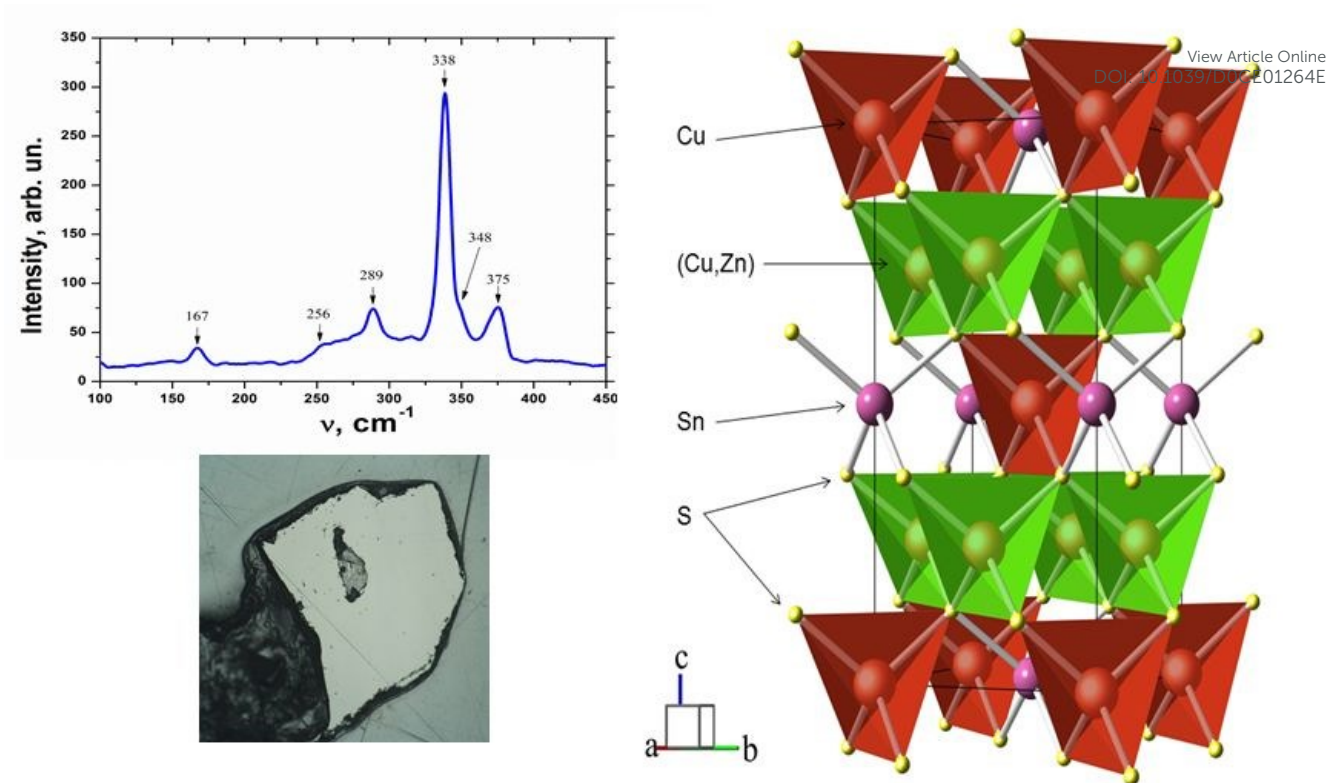 350
300
250
200
150
100
50
0
Intensity, arb. un.
338
348
289
375
256
167
100 150 200 250 300 350 400 450
ν, cm⁻¹
View Article Online
Cu
(Cu,Zn)
Sn
S
c
a b